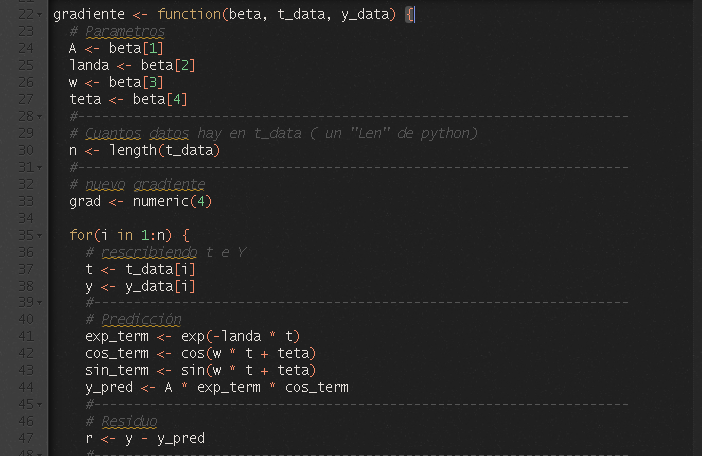 22 gradiente <- function(beta, t_data, y_data) {
23 # Parametros
24 A <- beta[1]
25 landa <- beta[2]
26 w <- beta[3]
27 teta <- beta[4]
28 #---------------------------------------------------------------------
29 # Cuantos datos hay en t_data ( un "Len" de python)
30 n <- length(t_data)
31 #---------------------------------------------------------------------
32 # nuevo gradiente
33 grad <- numeric(4)
34
35 for(i in 1:n) {
36 # rescribiendo t e Y
37 t <- t_data[i]
38 y <- y_data[i]
39 #-------------------------------------------------------------------
40 # Predicción
41 exp_term <- exp(-landa * t)
42 cos_term <- cos(w * t + teta)
43 sin_term <- sin(w * t + teta)
44 y_pred <- A * exp_term * cos_term
45 #-------------------------------------------------------------------
46 # Residuo
47 r <- y - y_pred
48 #-------------------------------------------------------------------